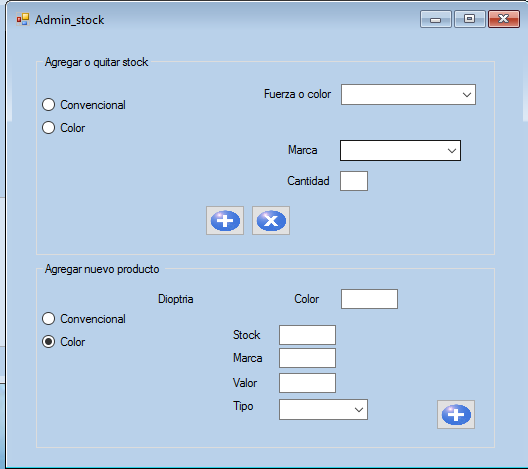 Admin_stock
Agregar o quitar stock
Convencional
Fuerza o color
Color
Marca
Cantidad
Agregar nuevo producto
Dioptria Color
Convencional
Color
Stock
Marca
Valor
Tipo